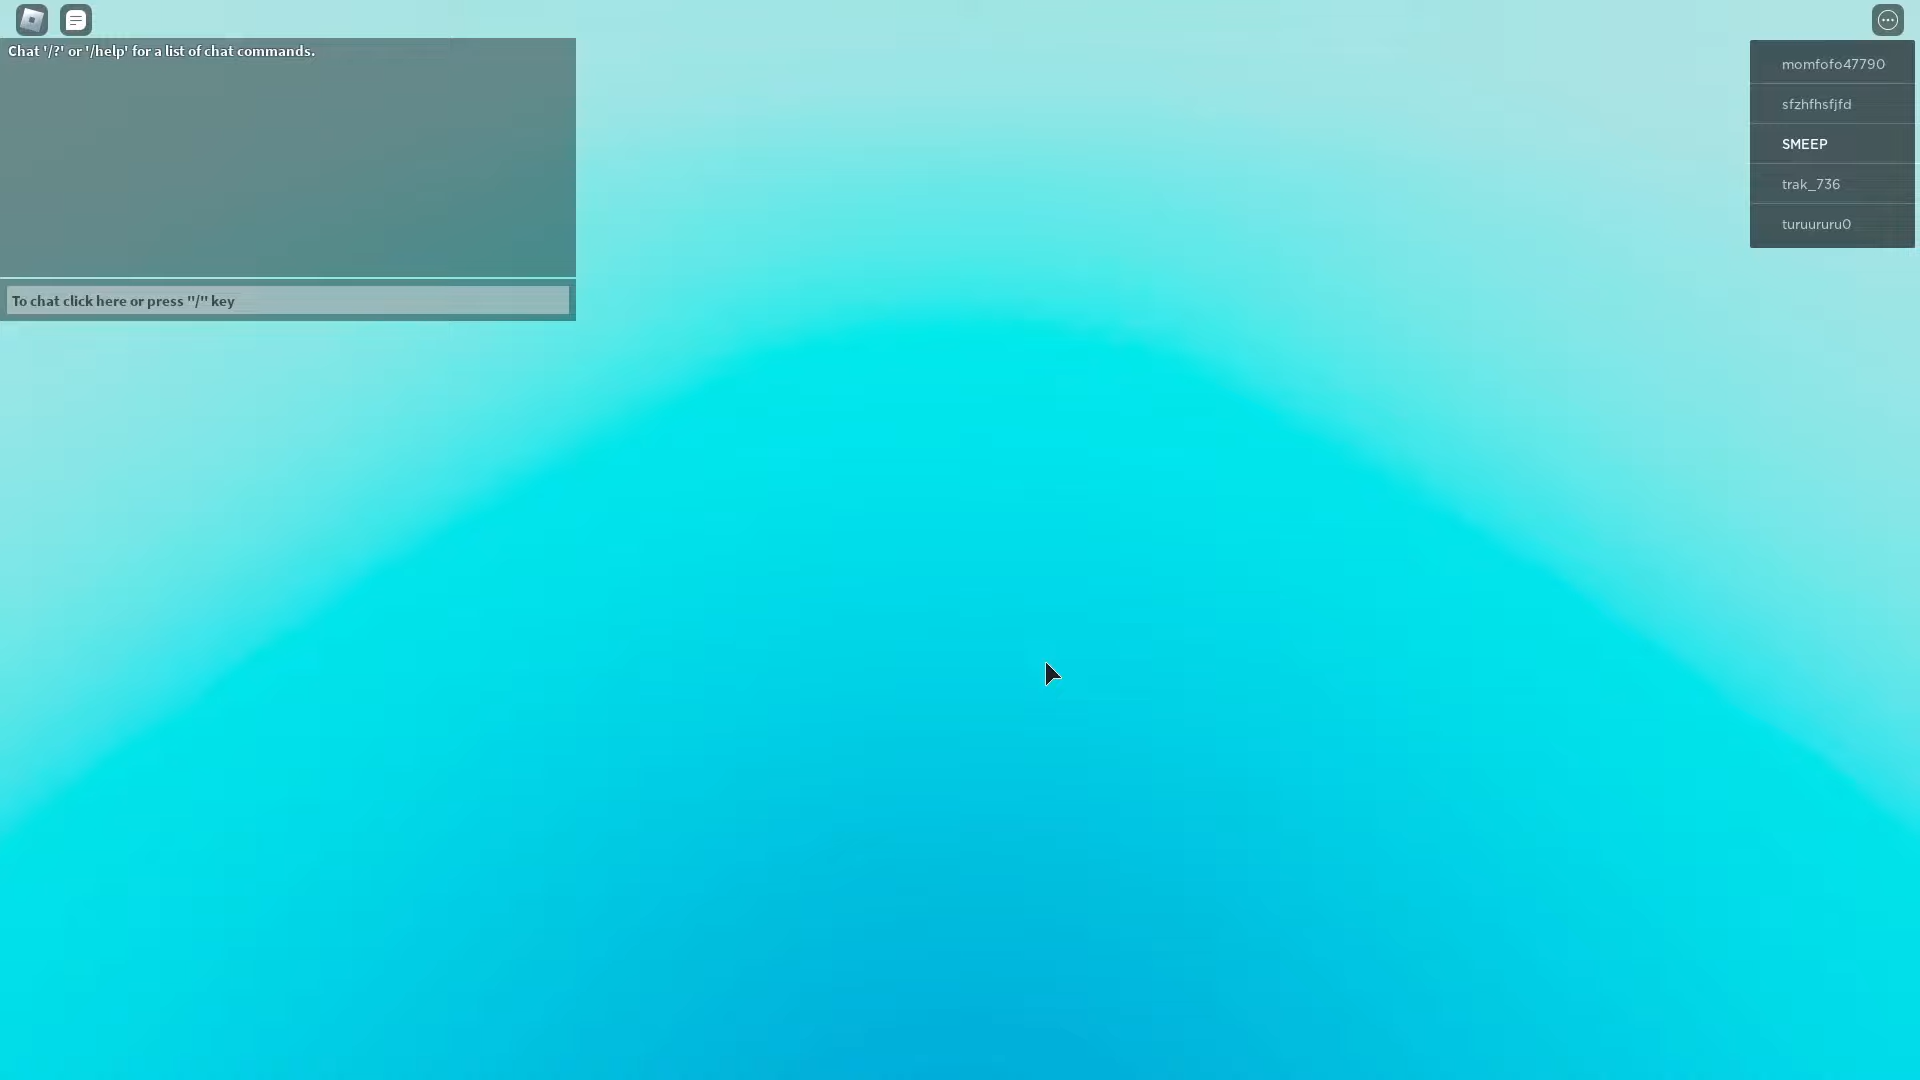 Chat '/?' or '/help' for a list of chat commands.
To chat click here or press "/" key
momfofo47790
sfzhfhsfjfd
SMEEP
trak_736
turuururu0